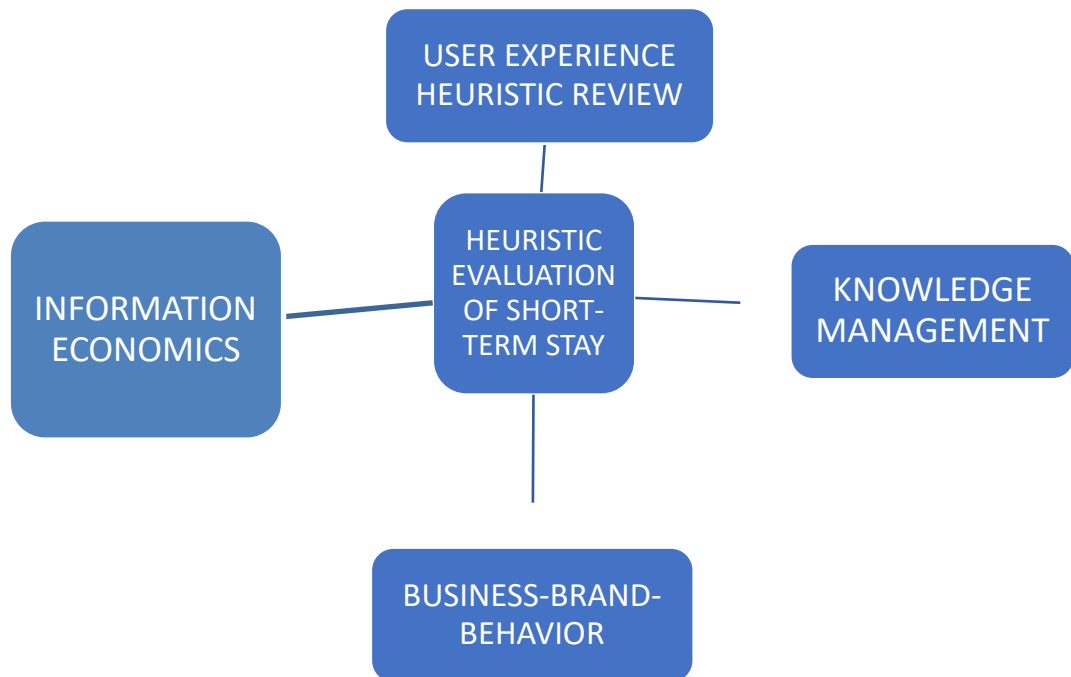 USER EXPERIENCE
HEURISTIC REVIEW
INFORMATION
ECONOMICS
HEURISTIC
EVALUATION
OF SHORT-
TERM STAY
KNOWLEDGE
MANAGEMENT
BUSINESS-BRAND-
BEHAVIOR